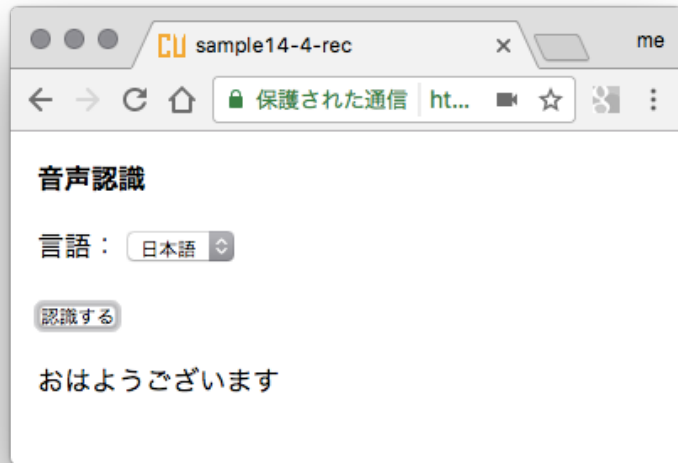 CU sample14-4-rec
me
保護された通信 ht...
音声認識
言語： 日本語
認識する
おはようございます